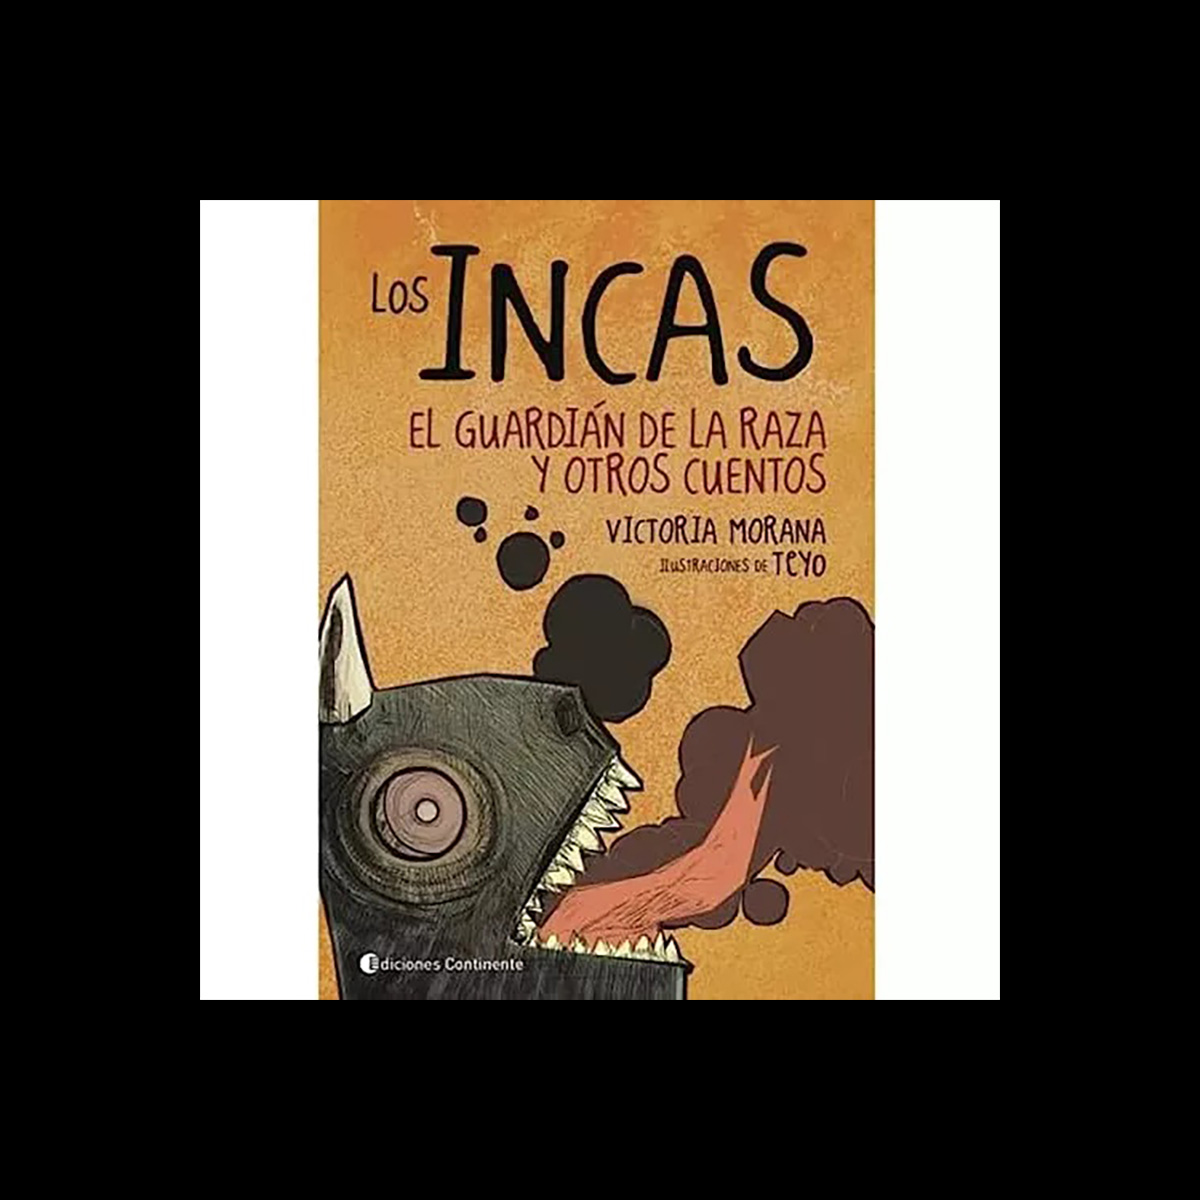 LOS INCAS
EL GUARDIÁN DE LA RAZA
Y OTROS CUENTOS
VICTORIA MORANA
ILUSTRACIONES DE TEYO
Ediciones Continente